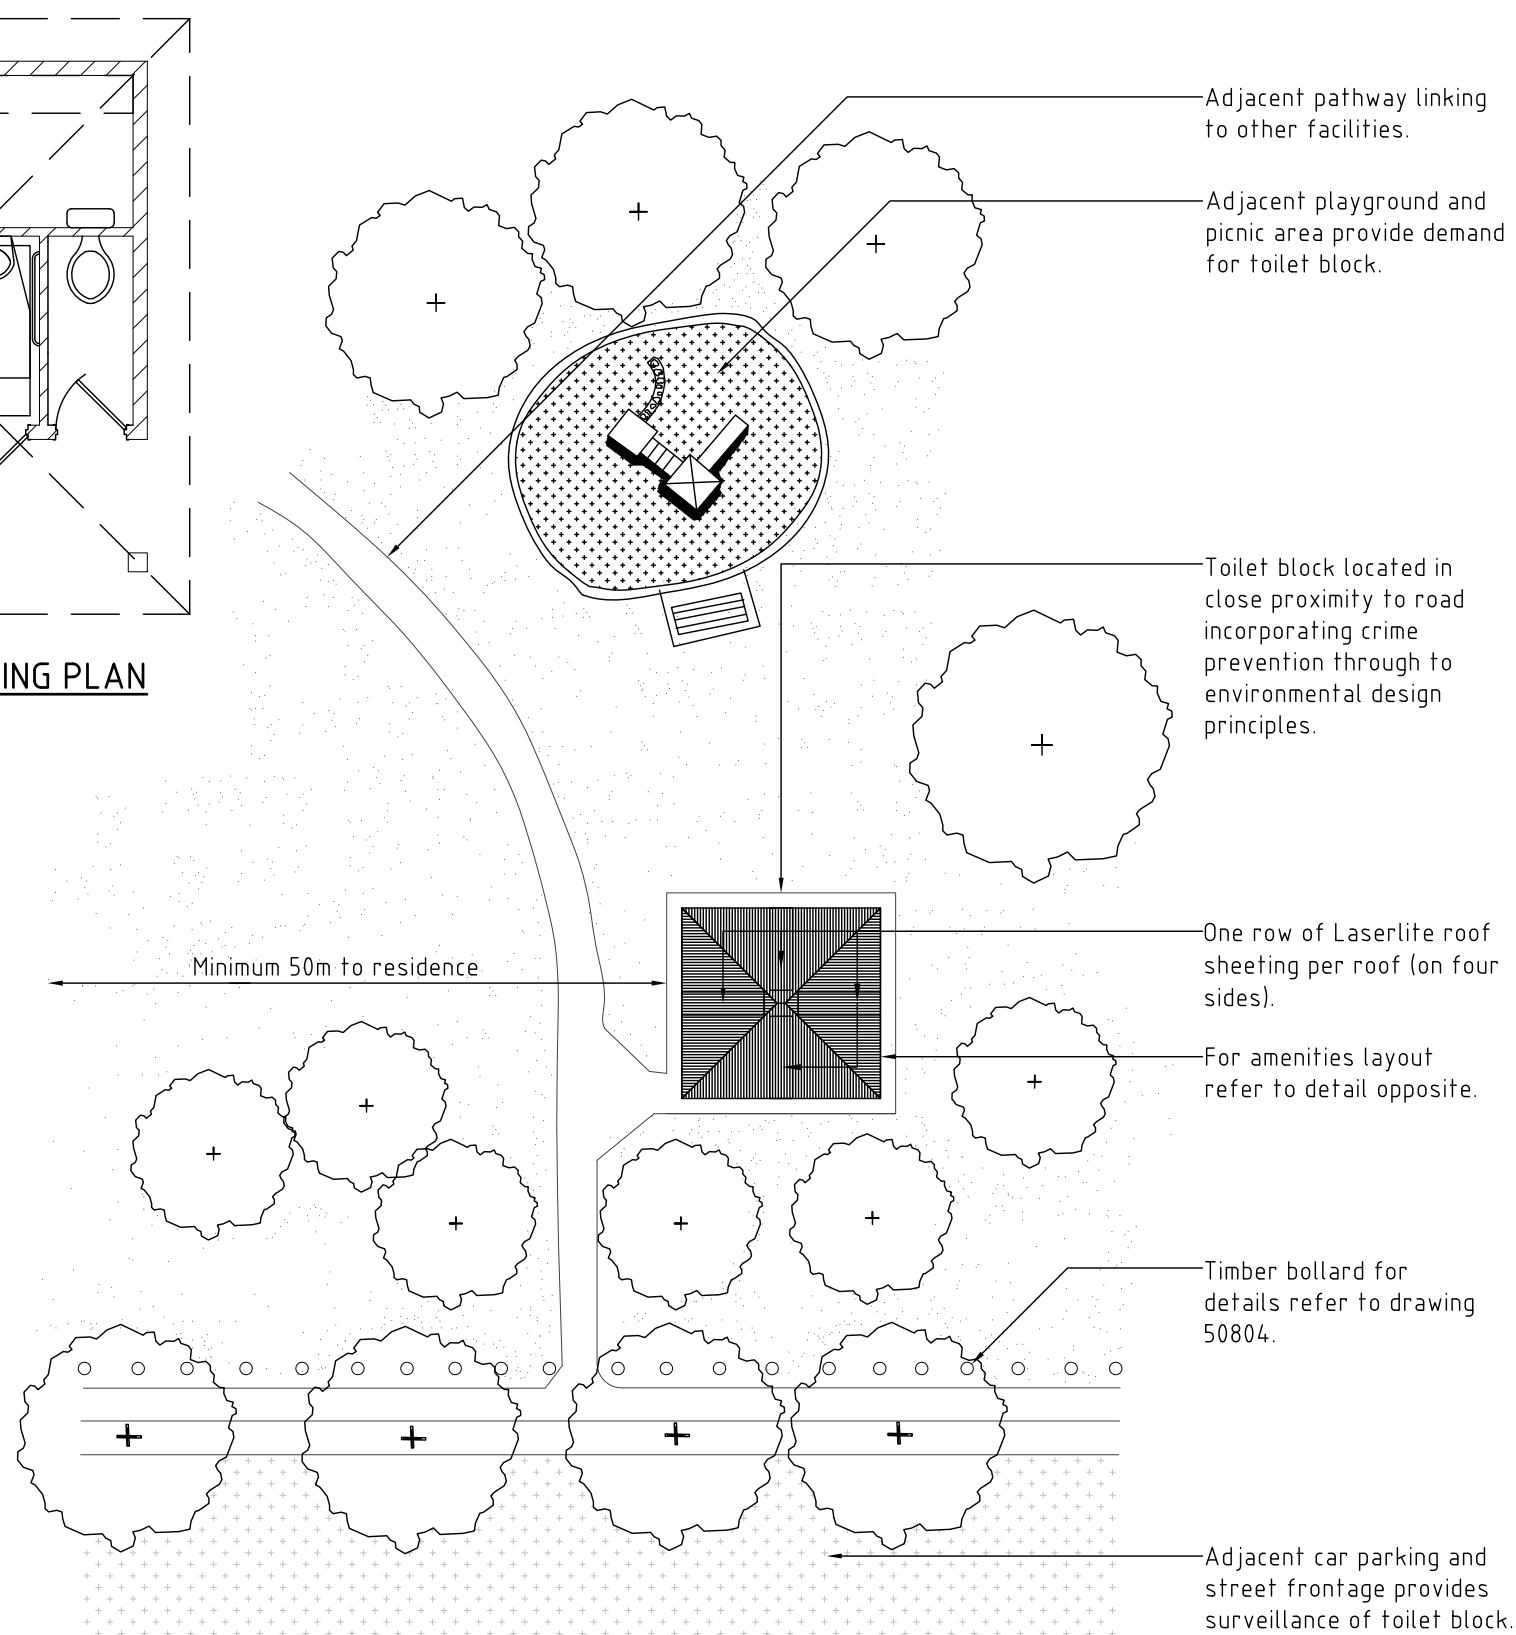 Adjacent pathway linking
to other facilities.
Adjacent playground and
picnic area provide demand
for toilet block.
Toilet block located in
close proximity to road
incorporating crime
prevention through to
environmental design
principles.
ING PLAN
One row of Laserlite roof
sheeting per roof (on four
sides).
Minimum 50m to residence
For amenities layout
refer to detail opposite.
Timber bollard for
details refer to drawing
50804.
Adjacent car parking and
street frontage provides
surveillance of toilet block.